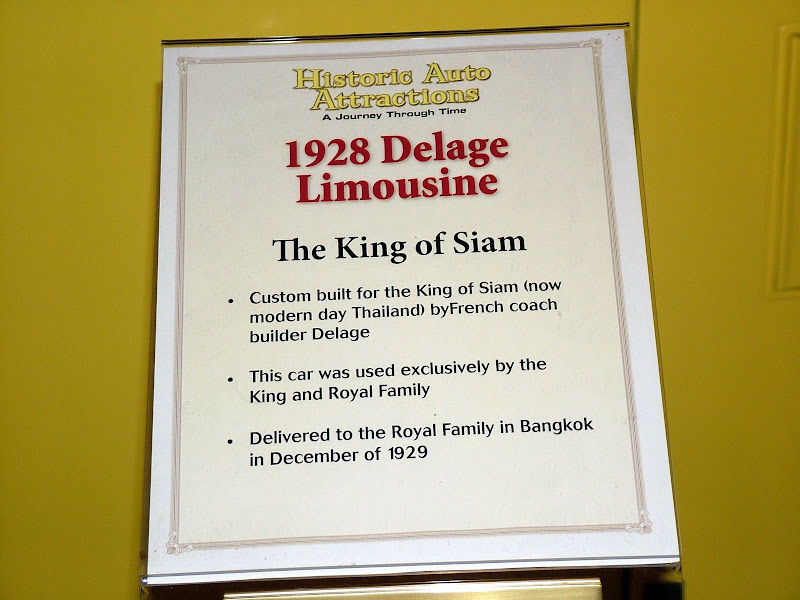 Historic Auto
Attractions
A Journey Through Time
1928 Delage
Limousine
The King of Siam
• Custom built for the King of Siam (now
modern day Thailand) byFrench coach
builder Delage
• This car was used exclusively by the
King and Royal Family
• Delivered to the Royal Family in Bangkok
in December of 1929